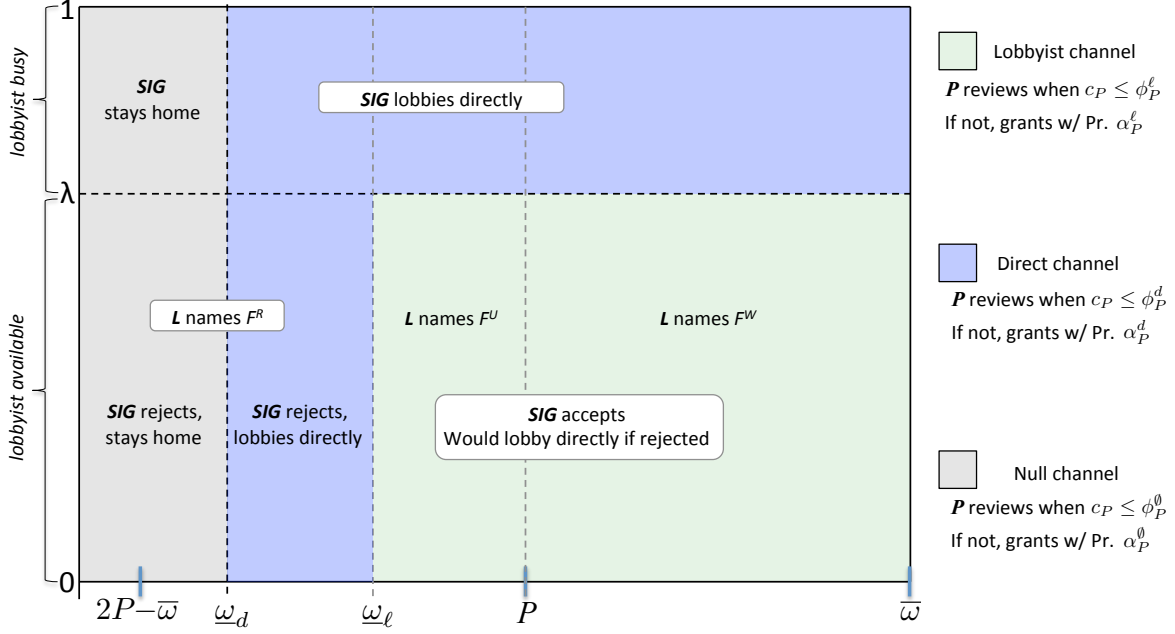 1
lobbyist busy
SIG
stays home
SIG lobbies directly
λ
lobbyist available
L names F^R
L names F^U
L names F^W
SIG rejects,
stays home
SIG rejects,
lobbies directly
SIG accepts
Would lobby directly if rejected
0
2P−ω̅
ω̲_d
ω̲_ℓ
P
ω̅
Lobbyist channel
P reviews when c_P ≤ ϕ_P^ℓ
If not, grants w/ Pr. α_P^ℓ
Direct channel
P reviews when c_P ≤ ϕ_P^d
If not, grants w/ Pr. α_P^d
Null channel
P reviews when c_P ≤ ϕ_P^∅
If not, grants w/ Pr. α_P^∅